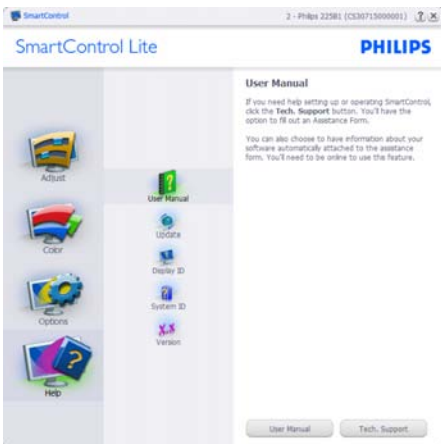 SmartControl
2 - Philips 225B1 (CS30715000001)
SmartControl Lite
PHILIPS
Adjust
Color
Options
Help
User Manual
Update
Display ID
System ID
Version
User Manual
If you need help setting up or operating SmartControl,
click the Tech. Support button. You'll have the
option to fill out an Assistance Form.
You can also choose to have information about your
software automatically attached to the assistance
form. You'll need to be online to use this feature.
User Manual
Tech. Support